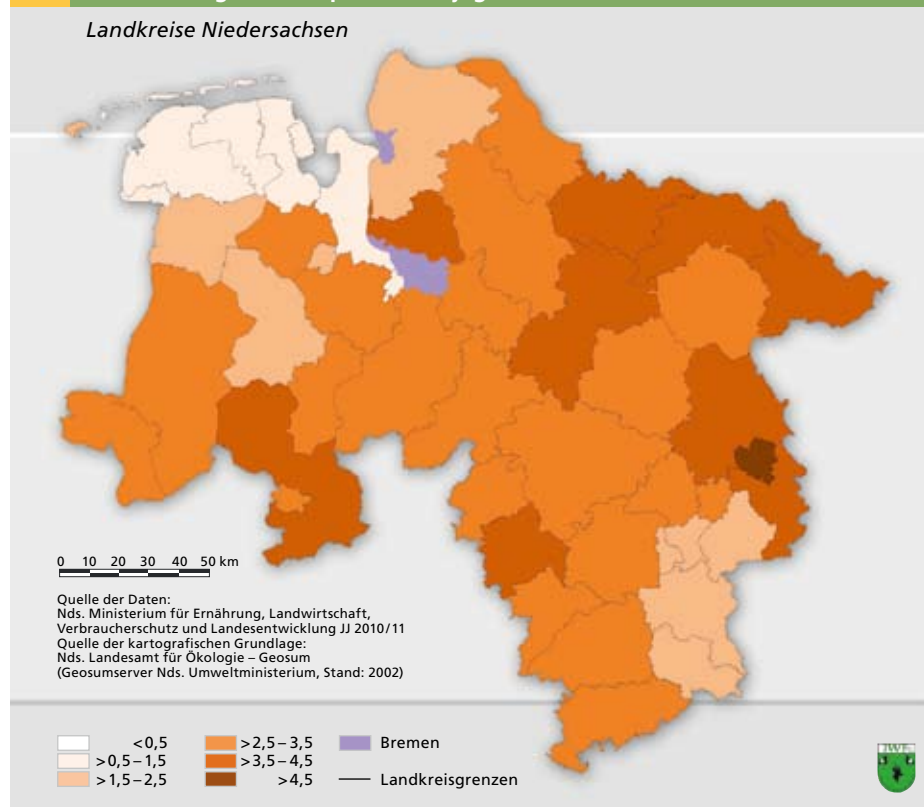 Landkreise Niedersachsen
0 10 20 30 40 50 km
Quelle der Daten:
Nds. Ministerium für Ernährung, Landwirtschaft,
Verbraucherschutz und Landesentwicklung JJ 2010/11
Quelle der kartografischen Grundlage:
Nds. Landesamt für Ökologie – Geosum
(Geosumserver Nds. Umweltministerium, Stand: 2002)
<0,5
>0,5–1,5
>1,5–2,5
>2,5–3,5
>3,5–4,5
>4,5
Bremen
Landkreisgrenzen